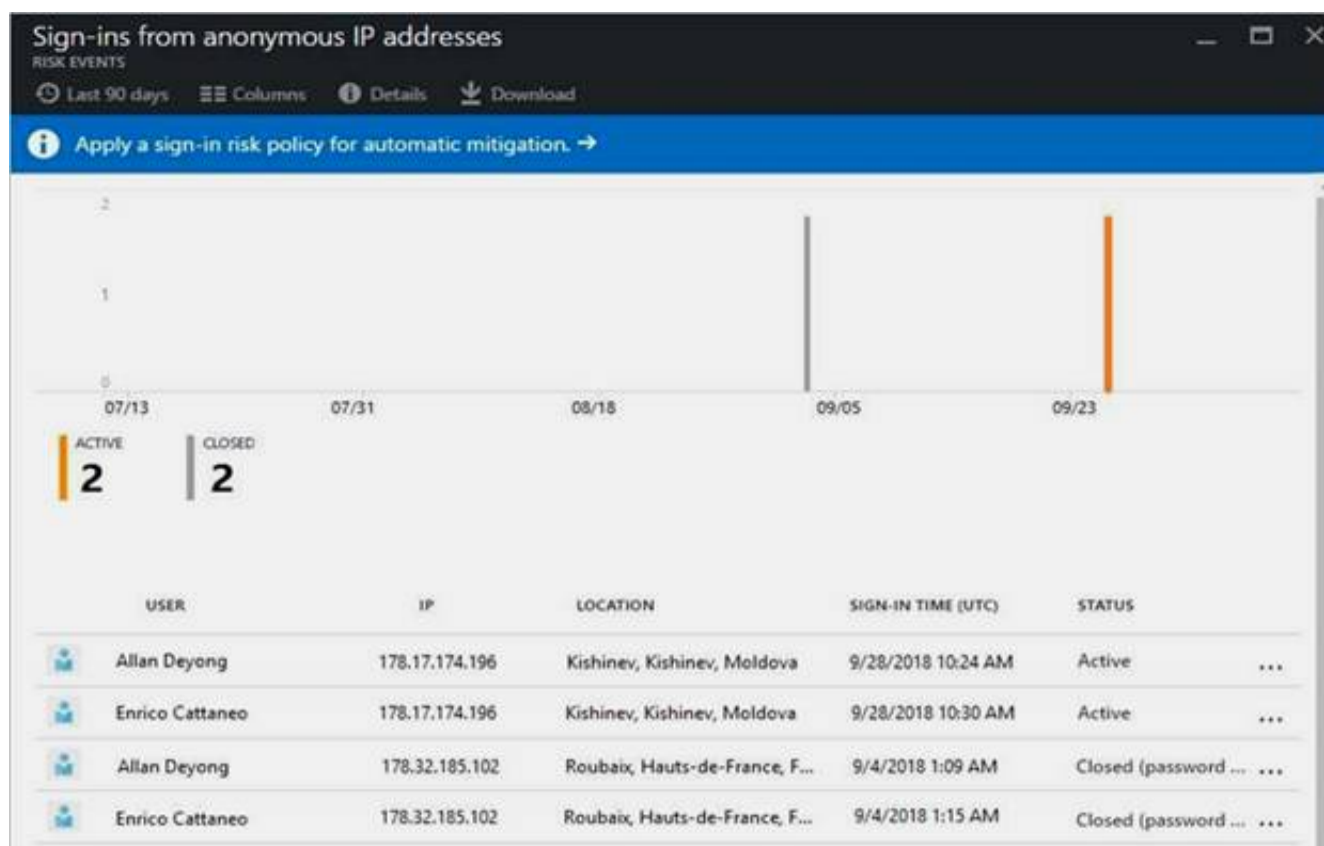 Sign-ins from anonymous IP addresses
RISK EVENTS
Last 90 days Columns Details Download
Apply a sign-in risk policy for automatic mitigation. →
2
1
0
07/13 07/31 08/18 09/05 09/23
ACTIVE CLOSED
2 2
USER IP LOCATION SIGN-IN TIME (UTC) STATUS
Allan Deyong 178.17.174.196 Kishinev, Kishinev, Moldova 9/28/2018 10:24 AM Active ...
Enrico Cattaneo 178.17.174.196 Kishinev, Kishinev, Moldova 9/28/2018 10:30 AM Active ...
Allan Deyong 178.32.185.102 Roubaix, Hauts-de-France, F... 9/4/2018 1:09 AM Closed (password ... ...
Enrico Cattaneo 178.32.185.102 Roubaix, Hauts-de-France, F... 9/4/2018 1:15 AM Closed (password ... ...